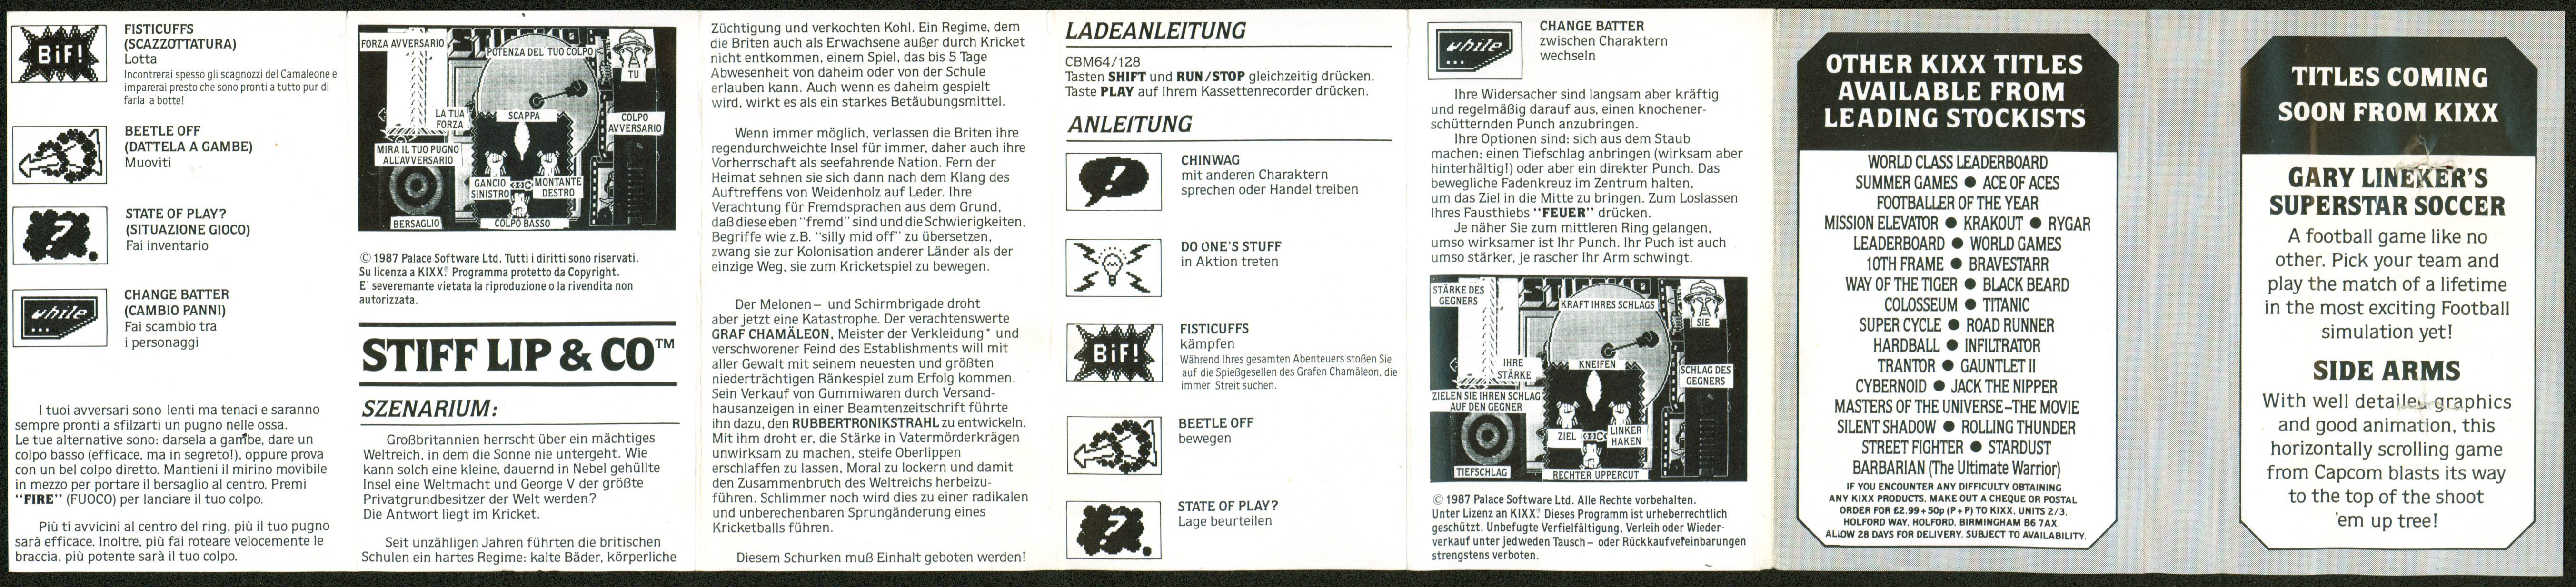 BiF!
FISTICUFFS
(SCAZZOTTATURA)
Lotta
Incontrerai spesso gli scagnozzi del Camaleone e
imparerai presto che sono pronti a tutto pur di
farla a botte!
BEETLE OFF
(DATTELA A GAMBE)
Muoviti
?
STATE OF PLAY?
(SITUAZIONE GIOCO)
Fai inventario
while
...
CHANGE BATTER
(CAMBIO PANNI)
Fai scambio tra
i personaggi
I tuoi avversari sono lenti ma tenaci e saranno
sempre pronti a sfilzarti un pugno nelle ossa.
Le tue alternative sono: darsela a gambe, dare un
colpo basso (efficace, ma in segreto!), oppure prova
con un bel colpo diretto. Mantieni il mirino movibile
in mezzo per portare il bersaglio al centro. Premi
"FIRE" (FUOCO) per lanciare il tuo colpo.
Più ti avvicini al centro del ring, più il tuo pugno
sarà efficace. Inoltre, più fai roteare velocemente le
braccia, più potente sarà il tuo colpo.
FORZA AVVERSARIO
POTENZA DEL TUO COLPO
TU
LA TUA
FORZA
SCAPPA
COLPO
AVVERSARIO
MIRA IL TUO PUGNO
ALL'AVVERSARIO
GANCIO
SINISTRO
MONTANTE
DESTRO
BERSAGLIO
COLPO BASSO
© 1987 Palace Software Ltd. Tutti i diritti sono riservati.
Su licenza a KIXX.® Programma protetto da Copyright.
E' severemante vietata la riproduzione o la rivendita non
autorizzata.
STIFF LIP & CO™
SZENARIUM:
Großbritannien herrscht über ein mächtiges
Weltreich, in dem die Sonne nie untergeht. Wie
kann solch eine kleine, dauernd in Nebel gehüllte
Insel eine Weltmacht und George V der größte
Privatgrundbesitzer der Welt werden?
Die Antwort liegt im Kricket.
Seit unzähligen Jahren führten die britischen
Schulen ein hartes Regime: kalte Bäder, körperliche
Züchtigung und verkochten Kohl. Ein Regime, dem
die Briten auch als Erwachsene außer durch Kricket
nicht entkommen, einem Spiel, das bis 5 Tage
Abwesenheit von daheim oder von der Schule
erlauben kann. Auch wenn es daheim gespielt
wird, wirkt es als ein starkes Betäubungsmittel.
Wenn immer möglich, verlassen die Briten ihre
regendurchweichte Insel für immer, daher auch ihre
Vorherrschaft als seefahrende Nation. Fern der
Heimat sehnen sie sich dann nach dem Klang des
Auftreffens von Weidenholz auf Leder. Ihre
Verachtung für Fremdsprachen aus dem Grund,
daß diese eben "fremd" sind und die Schwierigkeiten,
Begriffe wie z.B. "silly mid off" zu übersetzen,
zwang sie zur Kolonisation anderer Länder als der
einzige Weg, sie zum Kricketspiel zu bewegen.
Der Melonen– und Schirmbrigade droht
aber jetzt eine Katastrophe. Der verachtenswerte
GRAF CHAMÄLEON, Meister der Verkleidung* und
verschworener Feind des Establishments will mit
aller Gewalt mit seinem neuesten und größten
niederträchtigen Ränkespiel zum Erfolg kommen.
Sein Verkauf von Gummiwaren durch Versand-
hausanzeigen in einer Beamtenzeitschrift führte
ihn dazu, den RUBBERTRONIKSTRAHL zu entwickeln.
Mit ihm droht er, die Stärke in Vatermörderkrägen
unwirksam zu machen, steife Oberlippen
erschlaffen zu lassen, Moral zu lockern und damit
den Zusammenbruch des Weltreichs herbeizu-
führen. Schlimmer noch wird dies zu einer radikalen
und unberechenbaren Sprungänderung eines
Kricketballs führen.
Diesem Schurken muß Einhalt geboten werden!
LADEANLEITUNG
CBM64/128
Tasten SHIFT und RUN/STOP gleichzeitig drücken.
Taste PLAY auf Ihrem Kassettenrecorder drücken.
ANLEITUNG
!
CHINWAG
mit anderen Charaktern
sprechen oder Handel treiben
DO ONE'S STUFF
in Aktion treten
BiF!
FISTICUFFS
kämpfen
Während Ihres gesamten Abenteuers stoßen Sie
auf die Spießgesellen des Grafen Chamäleon, die
immer Streit suchen.
BEETLE OFF
bewegen
?
STATE OF PLAY?
Lage beurteilen
while
...
CHANGE BATTER
zwischen Charaktern
wechseln
Ihre Widersacher sind langsam aber kräftig
und regelmäßig darauf aus, einen knochener-
schütternden Punch anzubringen.
Ihre Optionen sind: sich aus dem Staub
machen; einen Tiefschlag anbringen (wirksam aber
hinterhältig!) oder aber ein direkter Punch. Das
bewegliche Fadenkreuz im Zentrum halten,
um das Ziel in die Mitte zu bringen. Zum Loslassen
Ihres Fausthiebs "FEUER" drücken.
Je näher Sie zum mittleren Ring gelangen,
umso wirksamer ist Ihr Punch. Ihr Puch ist auch
umso stärker, je rascher Ihr Arm schwingt.
STÄRKE DES
GEGNERS
KRAFT IHRES SCHLAGS
SIE
IHRE
STÄRKE
KNEIFEN
SCHLAG DES
GEGNERS
ZIELEN SIE IHREN SCHLAG
AUF DEN GEGNER
ZIEL
LINKER
HAKEN
TIEFSCHLAG
RECHTER UPPERCUT
© 1987 Palace Software Ltd. Alle Rechte vorbehalten.
Unter Lizenz an KIXX.® Dieses Programm ist urheberrechtlich
geschützt. Unbefugte Verfielfältigung, Verleih oder Wieder-
verkauf unter jedweden Tausch– oder Rückkaufvereinbarungen
strengstens verboten.
OTHER KIXX TITLES
AVAILABLE FROM
LEADING STOCKISTS
WORLD CLASS LEADERBOARD
SUMMER GAMES ● ACE OF ACES
FOOTBALLER OF THE YEAR
MISSION ELEVATOR ● KRAKOUT ● RYGAR
LEADERBOARD ● WORLD GAMES
10TH FRAME ● BRAVESTARR
WAY OF THE TIGER ● BLACK BEARD
COLOSSEUM ● TITANIC
SUPER CYCLE ● ROAD RUNNER
HARDBALL ● INFILTRATOR
TRANTOR ● GAUNTLET II
CYBERNOID ● JACK THE NIPPER
MASTERS OF THE UNIVERSE–THE MOVIE
SILENT SHADOW ● ROLLING THUNDER
STREET FIGHTER ● STARDUST
BARBARIAN (The Ultimate Warrior)
IF YOU ENCOUNTER ANY DIFFICULTY OBTAINING
ANY KIXX PRODUCTS, MAKE OUT A CHEQUE OR POSTAL
ORDER FOR £2.99 + 50p (P+P) TO KIXX, UNITS 2/3,
HOLFORD WAY, HOLFORD, BIRMINGHAM B6 7AX.
ALLOW 28 DAYS FOR DELIVERY. SUBJECT TO AVAILABILITY.
TITLES COMING
SOON FROM KIXX
GARY LINEKER'S
SUPERSTAR SOCCER
A football game like no
other. Pick your team and
play the match of a lifetime
in the most exciting Football
simulation yet!
SIDE ARMS
With well detailed graphics
and good animation, this
horizontally scrolling game
from Capcom blasts its way
to the top of the shoot
'em up tree!